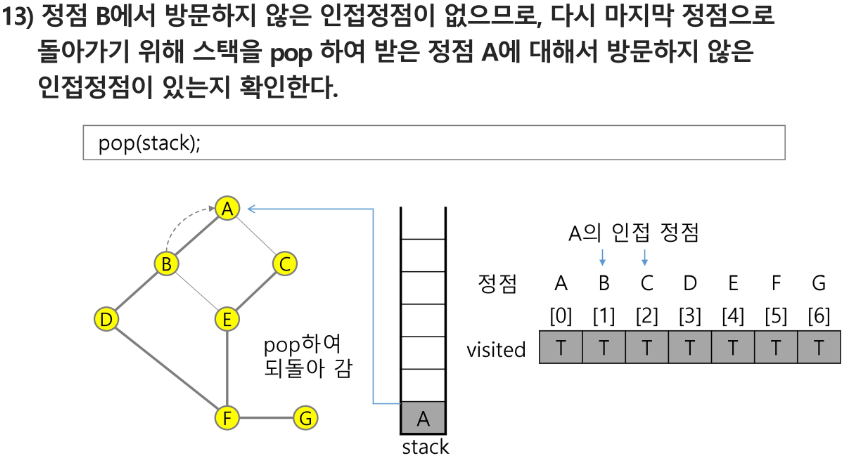 13) 정점 B에서 방문하지 않은 인접정점이 없으므로, 다시 마지막 정점으로
돌아가기 위해 스택을 pop 하여 받은 정점 A에 대해서 방문하지 않은
인접정점이 있는지 확인한다.
pop(stack);
A
B
C
D
E
F
G
pop하여
되돌아 감
A
stack
A의 인접 정점
정점 A B C D E F G
[0] [1] [2] [3] [4] [5] [6]
visited T T T T T T T